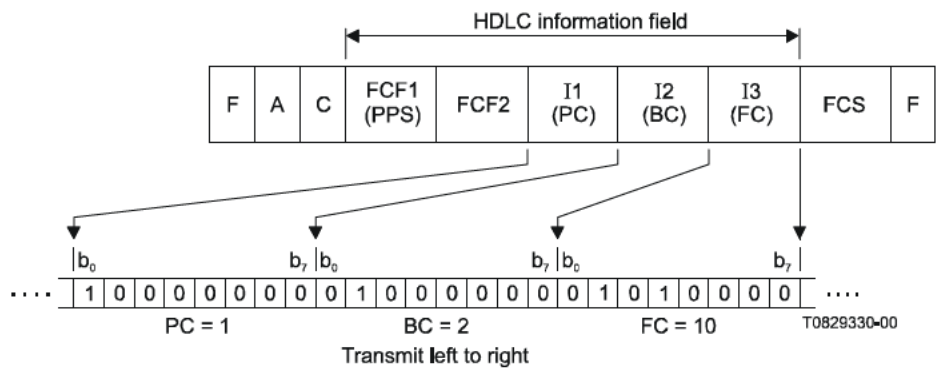 HDLC information field
F A C FCF1 (PPS) FCF2 I1 (PC) I2 (BC) I3 (FC) FCS F
b0 b7 b0 b7 b0 b7
.... 1 0 0 0 0 0 0 0 0 1 0 0 0 0 0 0 0 1 0 1 0 0 0 0 ....
PC = 1 BC = 2 FC = 10 T0829330-00
Transmit left to right